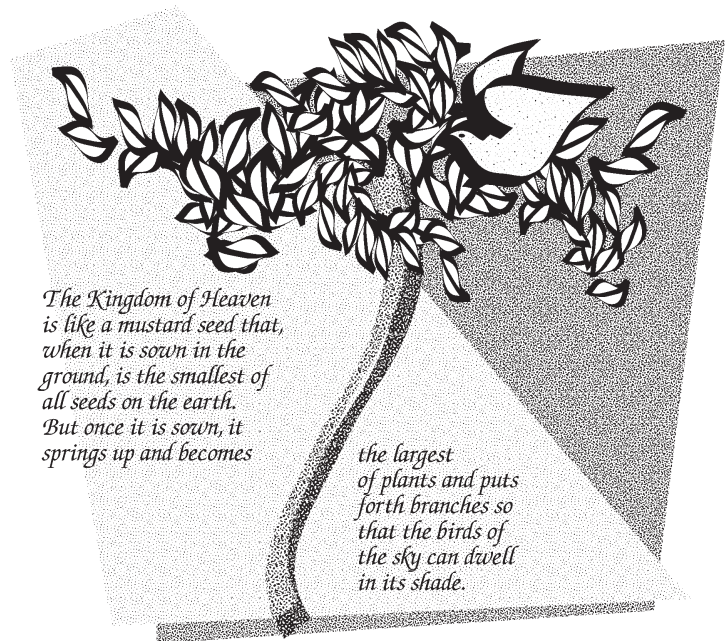 The Kingdom of Heaven
is like a mustard seed that,
when it is sown in the
ground, is the smallest of
all seeds on the earth.
But once it is sown, it
springs up and becomes
the largest
of plants and puts
forth branches so
that the birds of
the sky can dwell
in its shade.